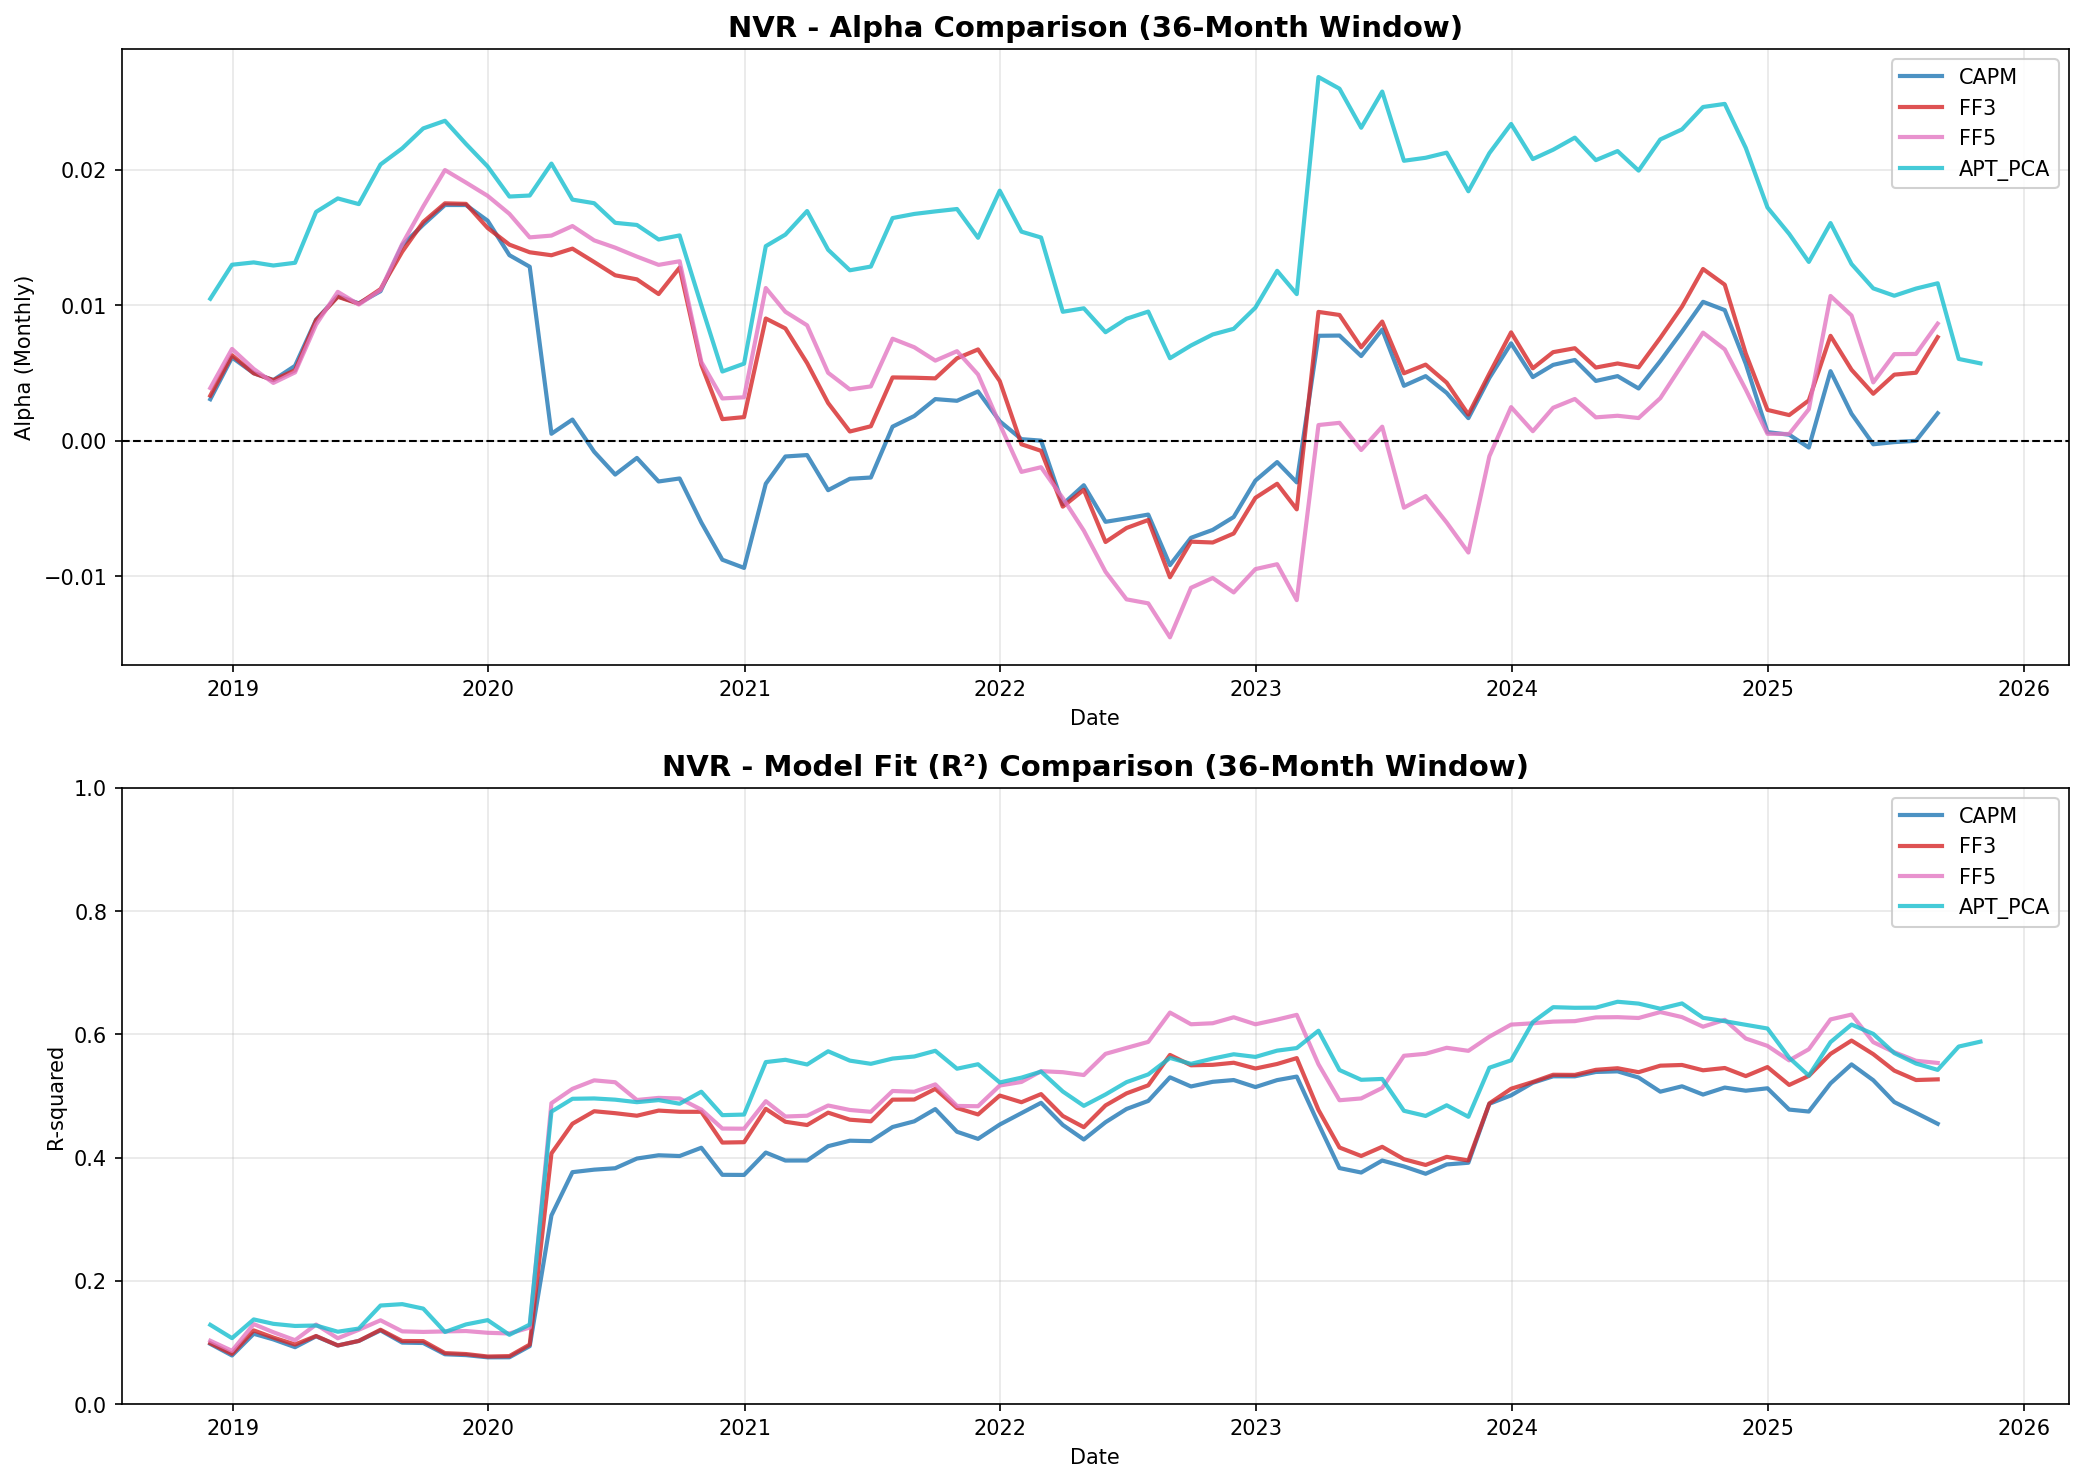 NVR - Alpha Comparison (36-Month Window)
Alpha (Monthly)
0.02
0.01
0.00
−0.01
CAPM
FF3
FF5
APT_PCA
2019 2020 2021 2022 2023 2024 2025 2026
Date
NVR - Model Fit (R²) Comparison (36-Month Window)
R-squared
1.0
0.8
0.6
0.4
0.2
0.0
CAPM
FF3
FF5
APT_PCA
2019 2020 2021 2022 2023 2024 2025 2026
Date